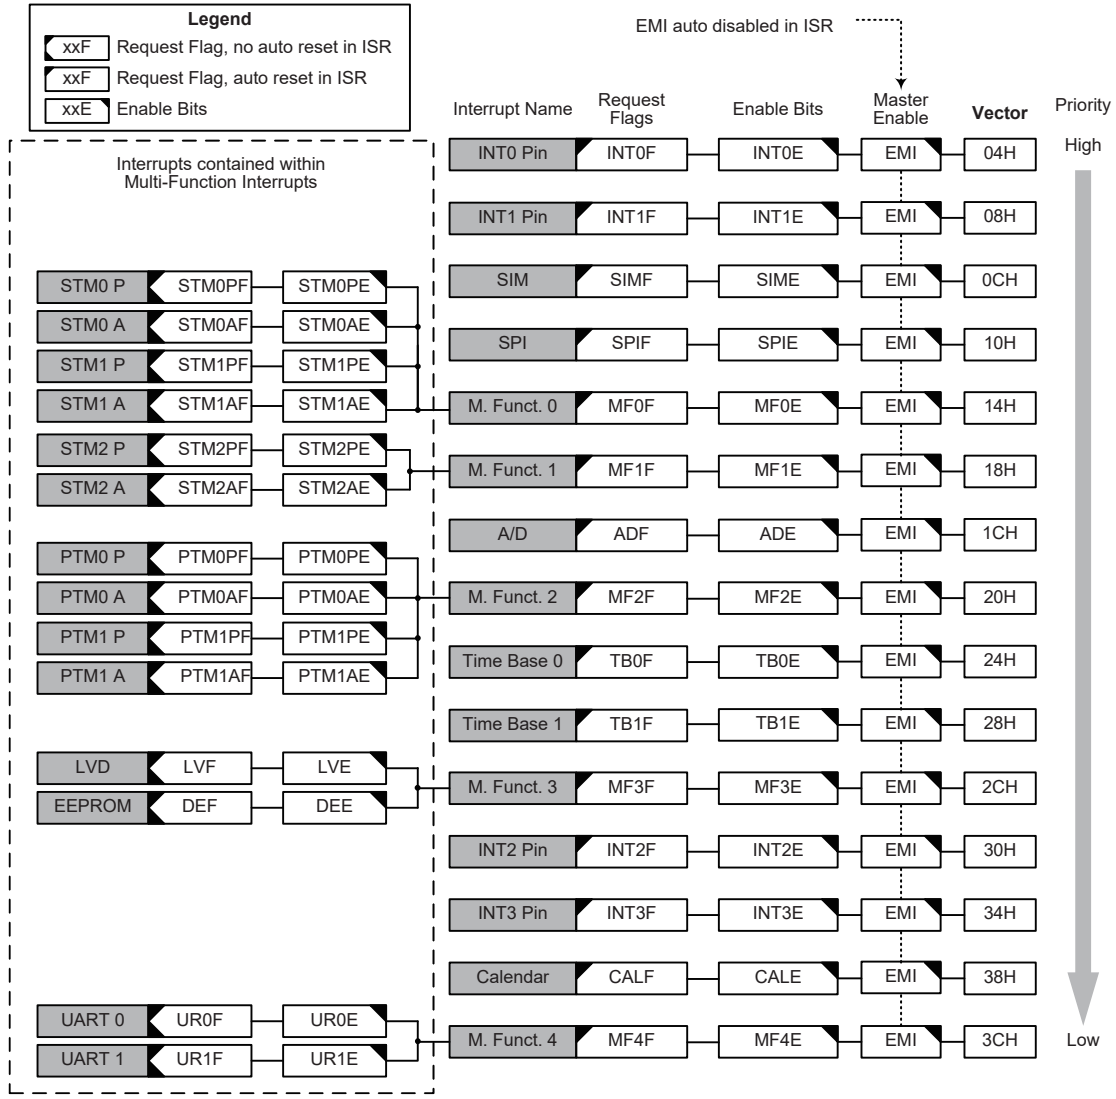 Legend
xxF Request Flag, no auto reset in ISR
xxF Request Flag, auto reset in ISR
xxE Enable Bits
EMI auto disabled in ISR
Interrupt Name Request Flags Enable Bits Master Enable Vector Priority
High
Interrupts contained within
Multi-Function Interrupts
INT0 Pin INT0F INT0E EMI 04H
INT1 Pin INT1F INT1E EMI 08H
SIM SIMF SIME EMI 0CH
SPI SPIF SPIE EMI 10H
STM0 P STM0PF STM0PE
STM0 A STM0AF STM0AE
STM1 P STM1PF STM1PE
STM1 A STM1AF STM1AE
M. Funct. 0 MF0F MF0E EMI 14H
STM2 P STM2PF STM2PE
STM2 A STM2AF STM2AE
M. Funct. 1 MF1F MF1E EMI 18H
A/D ADF ADE EMI 1CH
PTM0 P PTM0PF PTM0PE
PTM0 A PTM0AF PTM0AE
PTM1 P PTM1PF PTM1PE
PTM1 A PTM1AF PTM1AE
M. Funct. 2 MF2F MF2E EMI 20H
Time Base 0 TB0F TB0E EMI 24H
Time Base 1 TB1F TB1E EMI 28H
LVD LVF LVE
EEPROM DEF DEE
M. Funct. 3 MF3F MF3E EMI 2CH
INT2 Pin INT2F INT2E EMI 30H
INT3 Pin INT3F INT3E EMI 34H
Calendar CALF CALE EMI 38H
UART 0 UR0F UR0E
UART 1 UR1F UR1E
M. Funct. 4 MF4F MF4E EMI 3CH
Low